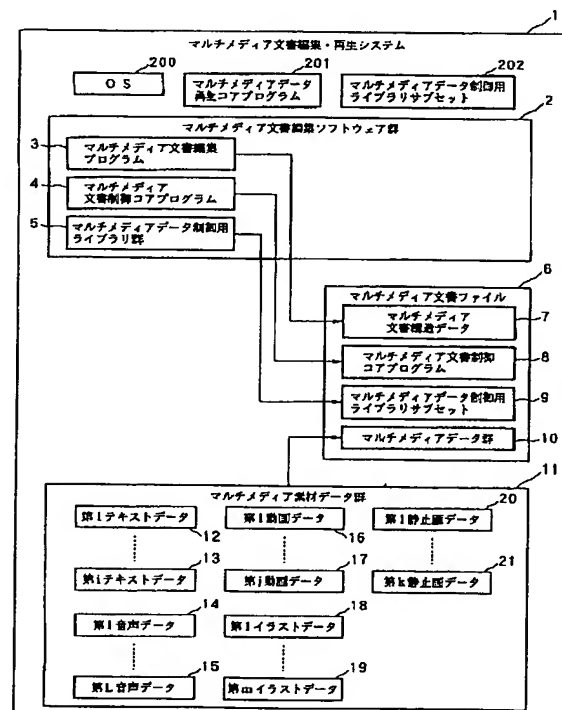 1
マルチメディア文書編集・再生システム
200
201
202
OS
マルチメディアデータ
再生コアプログラム
マルチメディアデータ制御用
ライブラリサブセット
2
マルチメディア文書編集ソフトウェア群
3
マルチメディア文書編集
プログラム
4
マルチメディア
文書制御コアプログラム
5
マルチメディアデータ制御用
ライブラリ群
6
マルチメディア文書ファイル
マルチメディア
文書構造データ
7
マルチメディア文書制御
コアプログラム
8
マルチメディアデータ制御用
ライブラリサブセット
9
マルチメディアデータ群
10
11
マルチメディア素材データ群
第1テキストデータ
12
第1動画データ
16
第1静止画データ
20
第iテキストデータ
13
第j動画データ
17
第k静止画データ
21
第1音声データ
14
第1イラストデータ
18
第L音声データ
15
第mイラストデータ
19